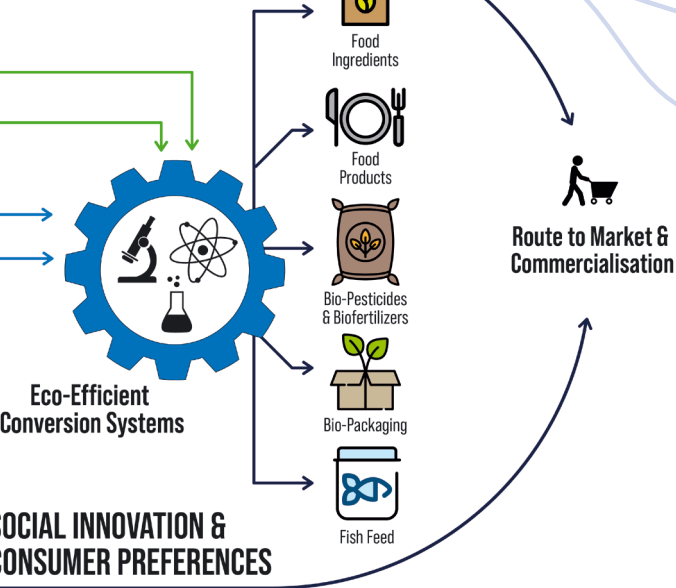 Food
Ingredients
Food
Products
Route to Market &
Commercialisation
Bio-Pesticides
& Biofertilizers
Eco-Efficient
Conversion Systems
Bio-Packaging
Fish Feed
SOCIAL INNOVATION &
CONSUMER PREFERENCES